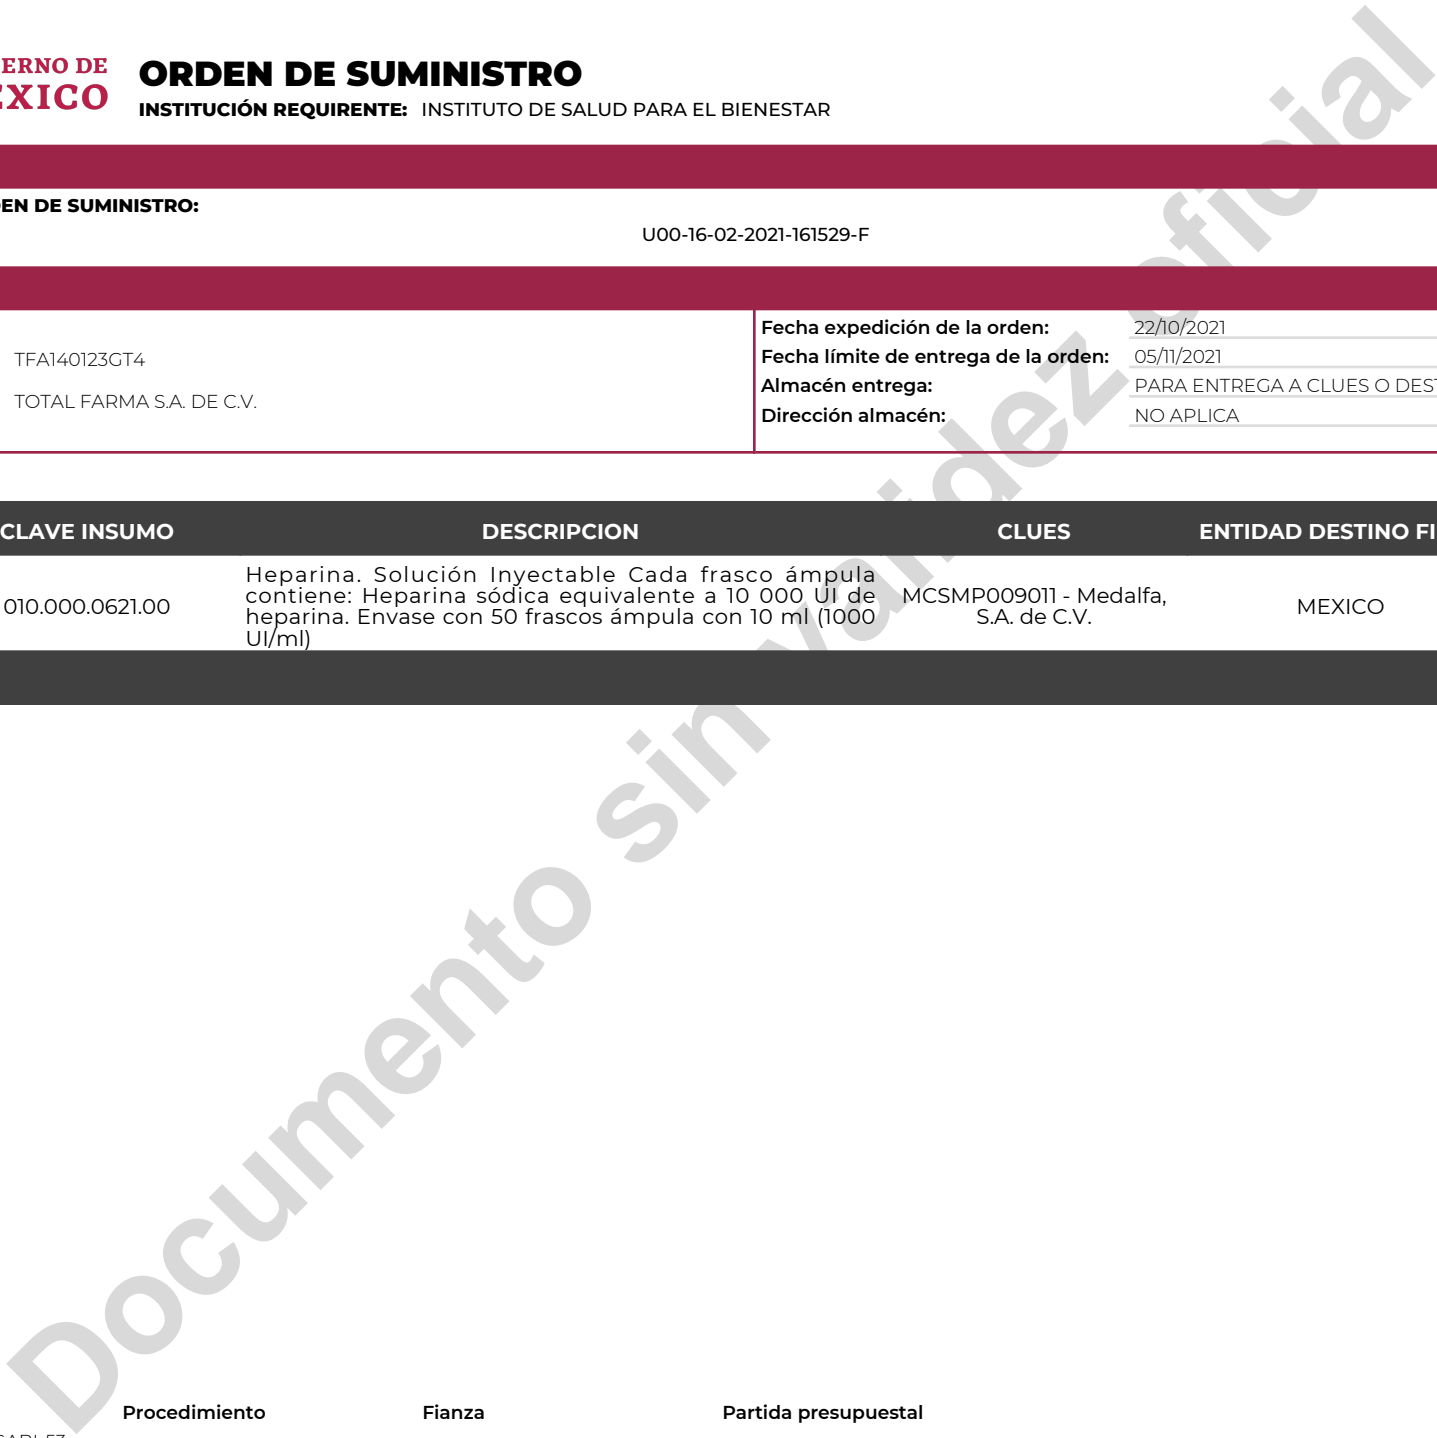 ERNO DE
EXICO
ORDEN DE SUMINISTRO
INSTITUCIÓN REQUIRENTE: INSTITUTO DE SALUD PARA EL BIENESTAR
EN DE SUMINISTRO:
U00-16-02-2021-161529-F
TFA140123GT4
TOTAL FARMA S.A. DE C.V.
Fecha expedición de la orden: 22/10/2021
Fecha límite de entrega de la orden: 05/11/2021
Almacén entrega: PARA ENTREGA A CLUES O DEST
Dirección almacén: NO APLICA
CLAVE INSUMO DESCRIPCION CLUES ENTIDAD DESTINO FI
010.000.0621.00
Heparina. Solución Inyectable Cada frasco ámpula
contiene: Heparina sódica equivalente a 10 000 UI de
heparina. Envase con 50 frascos ámpula con 10 ml (1000
UI/ml)
MCSMP009011 - Medalfa,
S.A. de C.V.
MEXICO
Documento sin validez oficial
Procedimiento Fianza Partida presupuestal